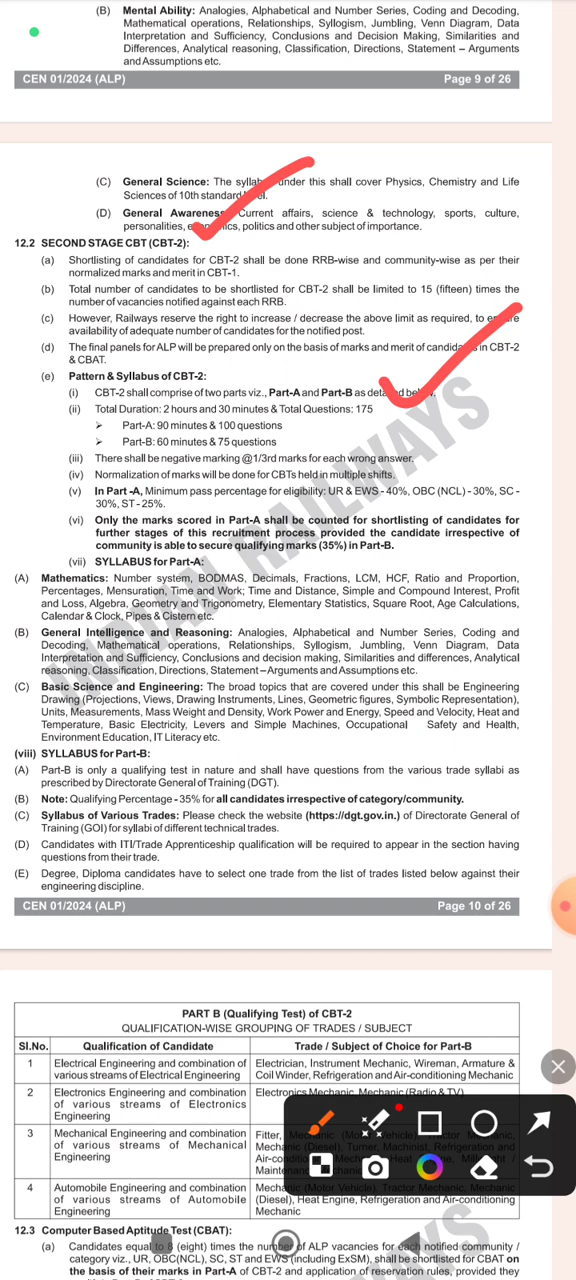 (B) Mental Ability: Analogies, Alphabetical and Number Series, Coding and Decoding,
Mathematical operations, Relationships, Syllogism, Jumbling, Venn Diagram, Data
Interpretation and Sufficiency, Conclusions and Decision Making, Similarities and
Differences, Analytical reasoning, Classification, Directions, Statement – Arguments
and Assumptions etc.
CEN 01/2024 (ALP) Page 9 of 26
(C) General Science: The under this shall cover Physics, Chemistry and Life
Sciences of 10th standard
(D) General Awareness Current affairs, science & technology, sports, culture,
personalities, politics and other subject of importance.
12.2 SECOND STAGE CBT (CBT-2):
(a) Shortlisting of candidates for CBT-2 shall be done RRB-wise and community-wise as per their
normalized marks and merit in CBT-1.
(b) Total number of candidates to be shortlisted for CBT-2 shall be limited to 15 (fifteen) times the
number of vacancies notified against each RRB.
(c) However, Railways reserve the right to increase / decrease the above limit as required, to
availability of adequate number of candidates for the notified post.
(d) The final panels for ALP will be prepared only on the basis of marks and merit of in CBT-2
& CBAT.
(e) Pattern & Syllabus of CBT-2:
(i) CBT-2 shall comprise of two parts viz., Part-A and Part-B as
(ii) Total Duration: 2 hours and 30 minutes & Total Questions: 175
➢ Part-A: 90 minutes & 100 questions
➢ Part-B: 60 minutes & 75 questions
(iii) There shall be negative marking @1/3rd marks for each wrong answer.
(iv) Normalization of marks will be done for CBTs held in multiple shifts.
(v) In Part -A, Minimum pass percentage for eligibility: UR & EWS - 40%, OBC (NCL) - 30%, SC -
30%, ST - 25%.
(vi) Only the marks scored in Part-A shall be counted for shortlisting of candidates for
further stages of this recruitment process provided the candidate irrespective of
community is able to secure qualifying marks (35%) in Part-B.
(vii) SYLLABUS for Part-A:
(A) Mathematics: Number system, BODMAS, Decimals, Fractions, LCM, HCF, Ratio and Proportion,
Percentages, Mensuration, Time and Work; Time and Distance, Simple and Compound Interest, Profit
and Loss, Algebra, Geometry and Trigonometry, Elementary Statistics, Square Root, Age Calculations,
Calendar & Clock, Pipes & Cistern etc.
(B) General Intelligence and Reasoning: Analogies, Alphabetical and Number Series, Coding and
Decoding, Mathematical operations, Relationships, Syllogism, Jumbling, Venn Diagram, Data
Interpretation and Sufficiency, Conclusions and decision making, Similarities and differences, Analytical
reasoning, Classification, Directions, Statement – Arguments and Assumptions etc.
(C) Basic Science and Engineering: The broad topics that are covered under this shall be Engineering
Drawing (Projections, Views, Drawing Instruments, Lines, Geometric figures, Symbolic Representation),
Units, Measurements, Mass Weight and Density, Work Power and Energy, Speed and Velocity, Heat and
Temperature, Basic Electricity, Levers and Simple Machines, Occupational Safety and Health,
Environment Education, IT Literacy etc.
(viii) SYLLABUS for Part-B:
(A) Part-B is only a qualifying test in nature and shall have questions from the various trade syllabi as
prescribed by Directorate General of Training (DGT).
(B) Note: Qualifying Percentage - 35% for all candidates irrespective of category/community.
(C) Syllabus of Various Trades: Please check the website (https://dgt.gov.in.) of Directorate General of
Training (GOI) for syllabi of different technical trades.
(D) Candidates with ITI/Trade Apprenticeship qualification will be required to appear in the section having
questions from their trade.
(E) Degree, Diploma candidates have to select one trade from the list of trades listed below against their
engineering discipline.
INDIAN RAILWAYS
CEN 01/2024 (ALP) Page 10 of 26
PART B (Qualifying Test) of CBT-2
QUALIFICATION-WISE GROUPING OF TRADES / SUBJECT
Sl.No. Qualification of Candidate Trade / Subject of Choice for Part-B
1 Electrical Engineering and combination of Electrician, Instrument Mechanic, Wireman, Armature &
various streams of Electrical Engineering Coil Winder, Refrigeration and Air-conditioning Mechanic
2 Electronics Engineering and combination Electronics Mechanic, Mechanic (Radio & TV)
of various streams of Electronics
Engineering
3 Mechanical Engineering and combination Fitter, Mechanic (Motor Vehicle), Tractor Mechanic,
of various streams of Mechanical Mechanic (Diesel), Turner, Machinist, Refrigeration and
Engineering
4 Automobile Engineering and combination Mechanic (Motor Vehicle), Tractor Mechanic, Mechanic
of various streams of Automobile (Diesel), Heat Engine, Refrigeration and Air-conditioning
Engineering Mechanic
12.3 Computer Based Aptitude Test (CBAT):
(a) Candidates equal to 8 (eight) times the number of ALP vacancies for each notified community /
category viz., UR, OBC(NCL), SC, ST and EWS (including ExSM), shall be shortlisted for CBAT on
the basis of their marks in Part-A of CBT-2 and application of reservation rules, provided they